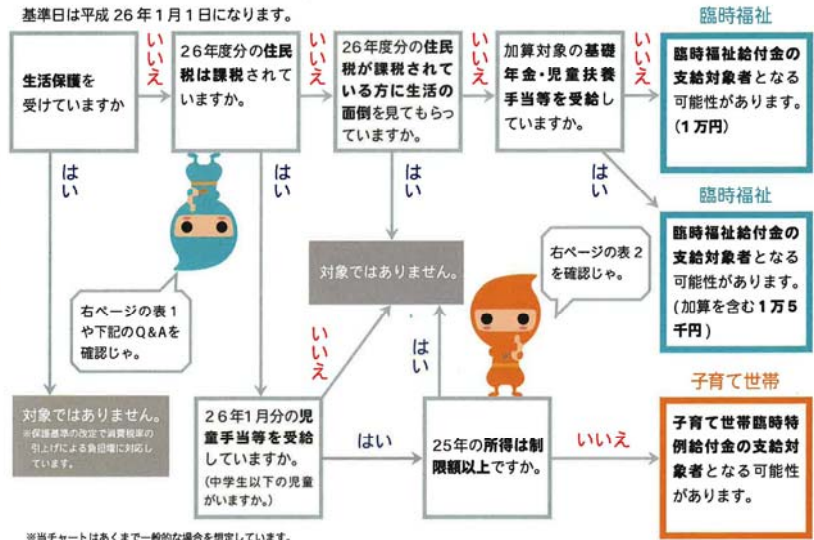 基準日は平成26年1月1日になります。
生活保護を
受けていますか
いいえ
はい
26年度分の住民
税は課税されて
いますか。
いいえ
はい
26年度分の住民
税が課税されて
いる方に生活の
面倒を見てもらっ
ていますか。
いいえ
はい
加算対象の基礎
年金・児童扶養
手当等を受給し
ていますか。
いいえ
はい
臨時福祉
臨時福祉給付金の
支給対象者となる
可能性があります。
(1万円)
臨時福祉
臨時福祉給付金の
支給対象者となる
可能性があります。
(加算を含む1万5
千円)
対象ではありません。
右ページの表2
を確認じゃ。
右ページの表1
や下記のQ&Aを
確認じゃ。
対象ではありません。
※保護基準の改定で消費税率の
引上げによる負担増に対応し
ています。
26年1月分の児
童手当等を受給
していますか。
(中学生以下の児童
がいますか。)
いいえ
はい
25年の所得は制
限額以上ですか。
はい
いいえ
子育て世帯
子育て世帯臨時特
例給付金の支給対
象者となる可能性
があります。
※当チャートはあくまで一般的な場合を想定しています。